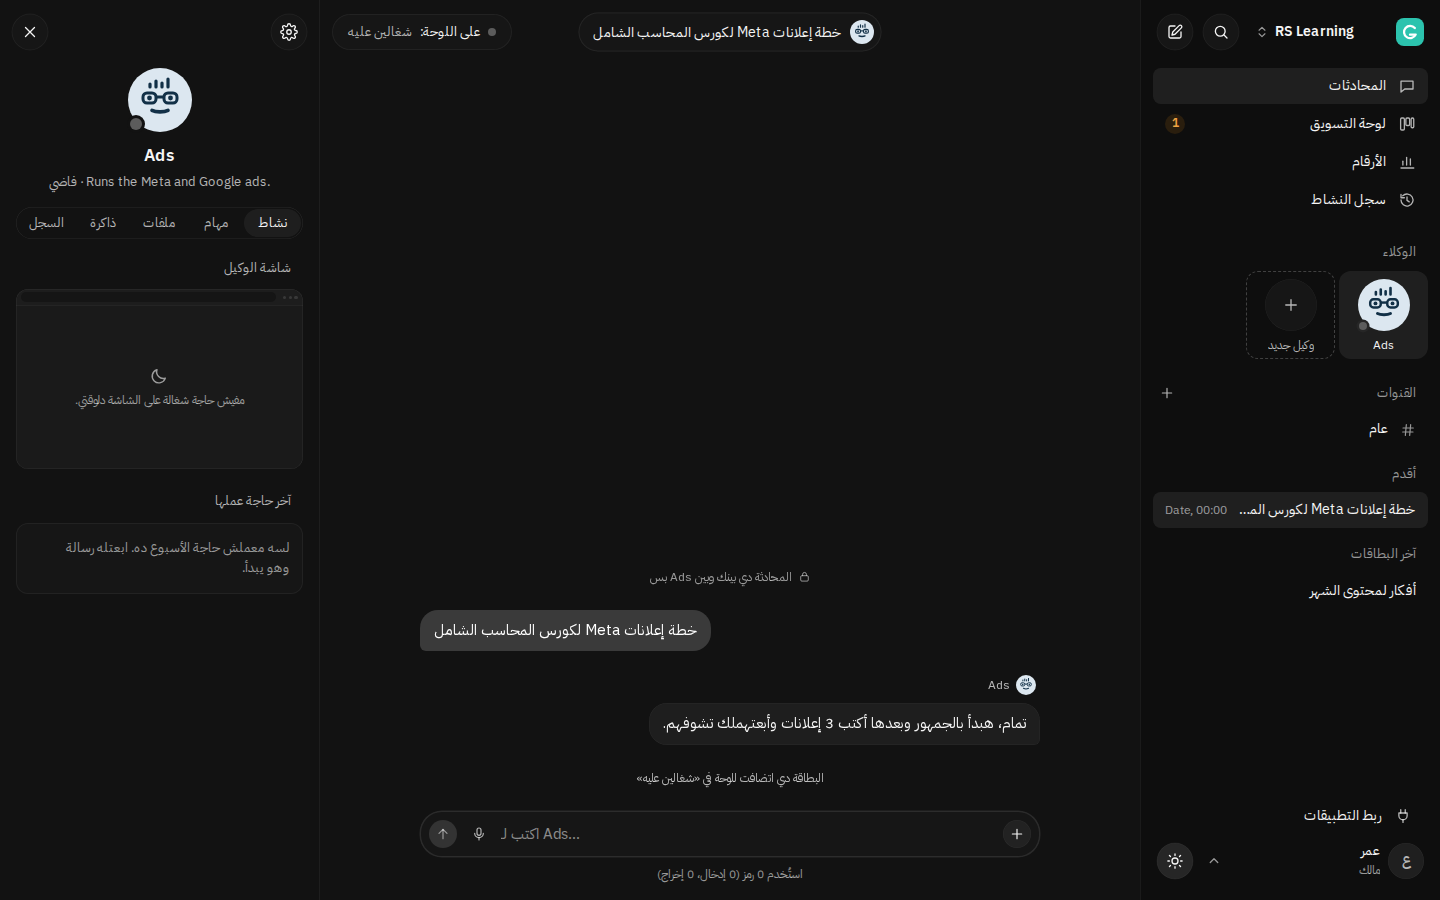 RS Learning
المحادثات
لوحة التسويق
1
الأرقام
سجل النشاط
الوكلاء
Ads
وكيل جديد
القنوات
عام
أقدم
خطة إعلانات Meta لكورس المـ...
Date, 00:00
آخر البطاقات
أفكار لمحتوى الشهر
ربط التطبيقات
ع
عمر
مالك
خطة إعلانات Meta لكورس المحاسب الشامل
على اللوحة: شغالين عليه
المحادثة دي بينك وبين Ads بس
خطة إعلانات Meta لكورس المحاسب الشامل
Ads
تمام، هبدأ بالجمهور وبعدها أكتب 3 إعلانات وأبعتهملك تشوفهم.
البطاقة دي اتضافت للوحة في «شغالين عليه»
اكتب لـ Ads...
استُخدم 0 رمز (0 إدخال، 0 إخراج)
Ads
Runs the Meta and Google ads. · فاضي
نشاط
مهام
ملفات
ذاكرة
السجل
شاشة الوكيل
مفيش حاجة شغالة على الشاشة دلوقتي.
آخر حاجة عملها
لسه معملش حاجة الأسبوع ده. ابعتله رسالة
وهو يبدأ.